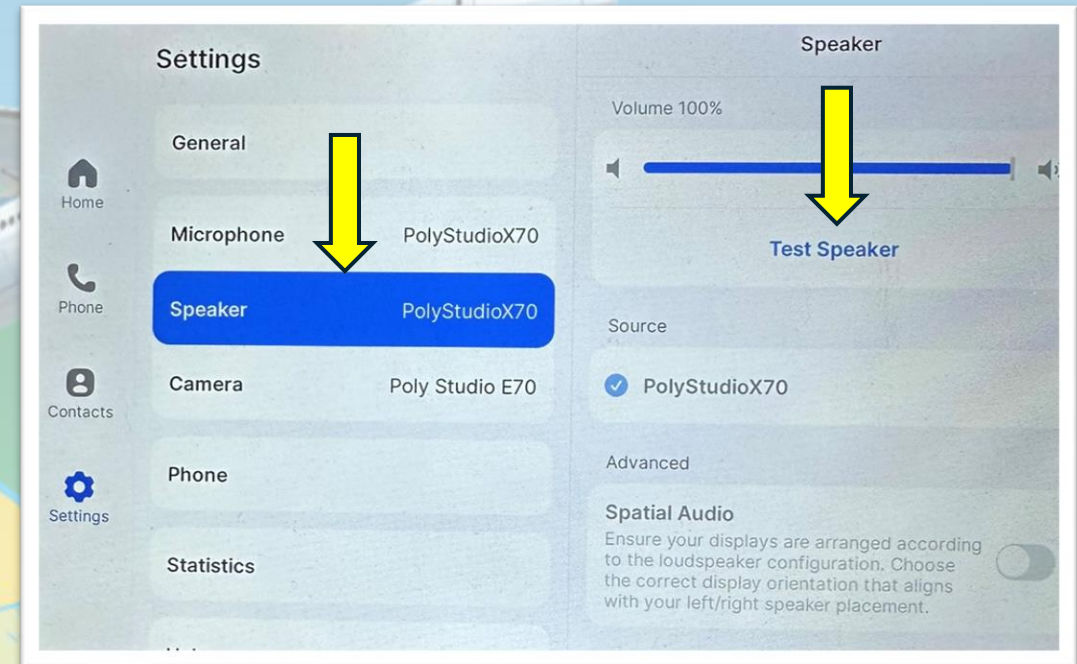 Settings
Home
Phone
Contacts
Settings
General
Microphone PolyStudioX70
Speaker PolyStudioX70
Camera Poly Studio E70
Phone
Statistics
Speaker
Volume 100%
Test Speaker
Source
PolyStudioX70
Advanced
Spatial Audio
Ensure your displays are arranged according
to the loudspeaker configuration. Choose
the correct display orientation that aligns
with your left/right speaker placement.